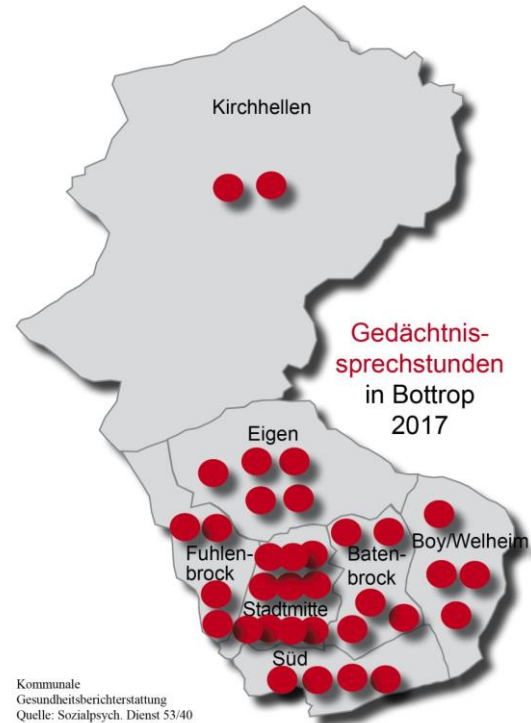 Kirchhellen
Gedächtnis-
sprechstunden
in Bottrop
2017
Eigen
Fuhlen-
brock
Stadtmitte
Baten-
brock
Boy/Welheim
Süd
Kommunale
Gesundheitsberichterstattung
Quelle: Sozialpsych. Dienst 53/40